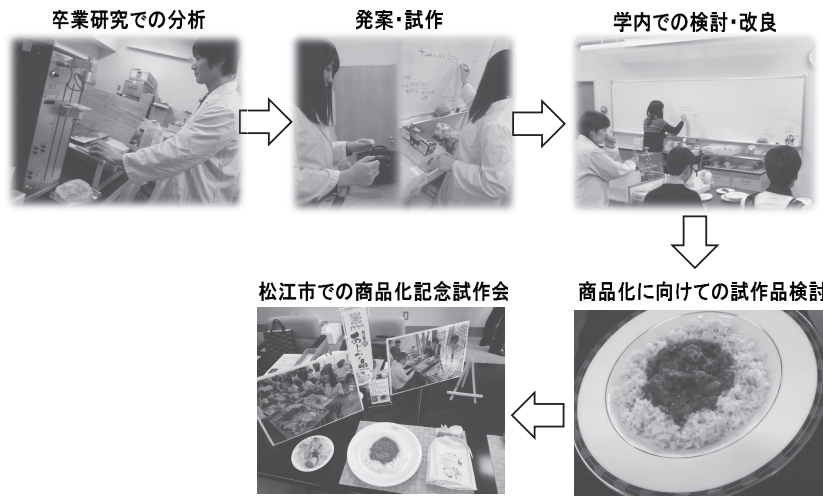 卒業研究での分析
発案・試作
学内での検討・改良
商品化に向けての試作品検討
松江市での商品化記念試作会